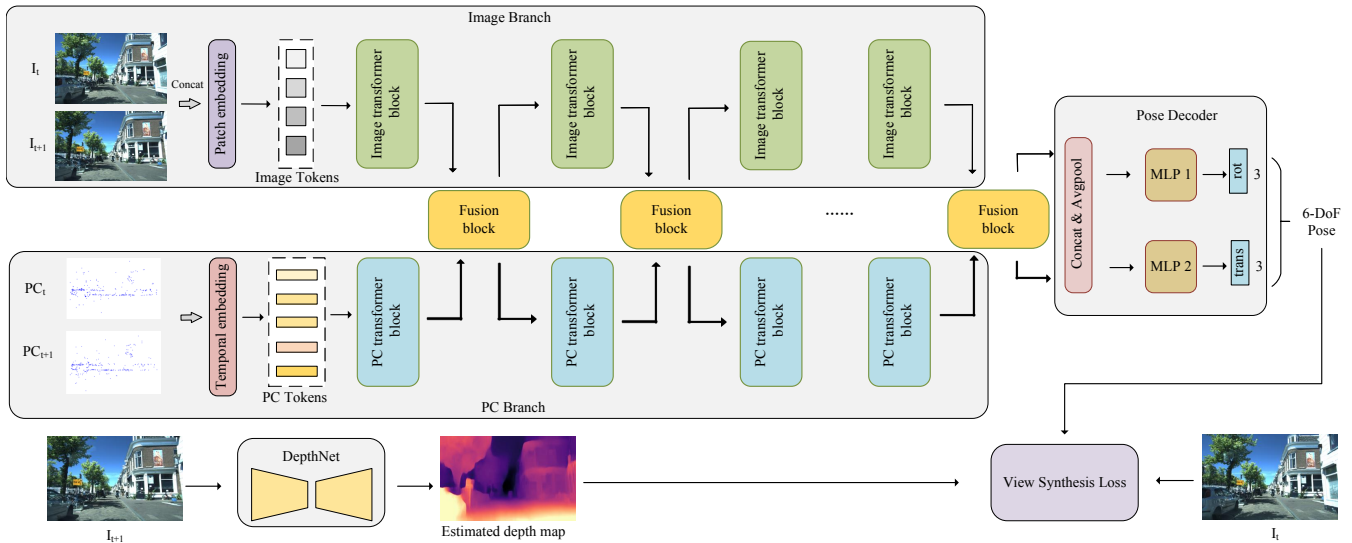 Image Branch
I_t
I_{t+1}
Concat
Patch embedding
Image Tokens
Image transformer
block
Image transformer
block
Image transformer
block
Image transformer
block
Fusion
block
Fusion
block
......
Fusion
block
Pose Decoder
Concat & Avgpool
MLP 1
rot
3
MLP 2
trans
3
6-DoF
Pose
PC_t
PC_{t+1}
Temporal embedding
PC Tokens
PC transformer
block
PC transformer
block
PC transformer
block
PC transformer
block
PC Branch
DepthNet
I_{t+1}
Estimated depth map
View Synthesis Loss
I_t